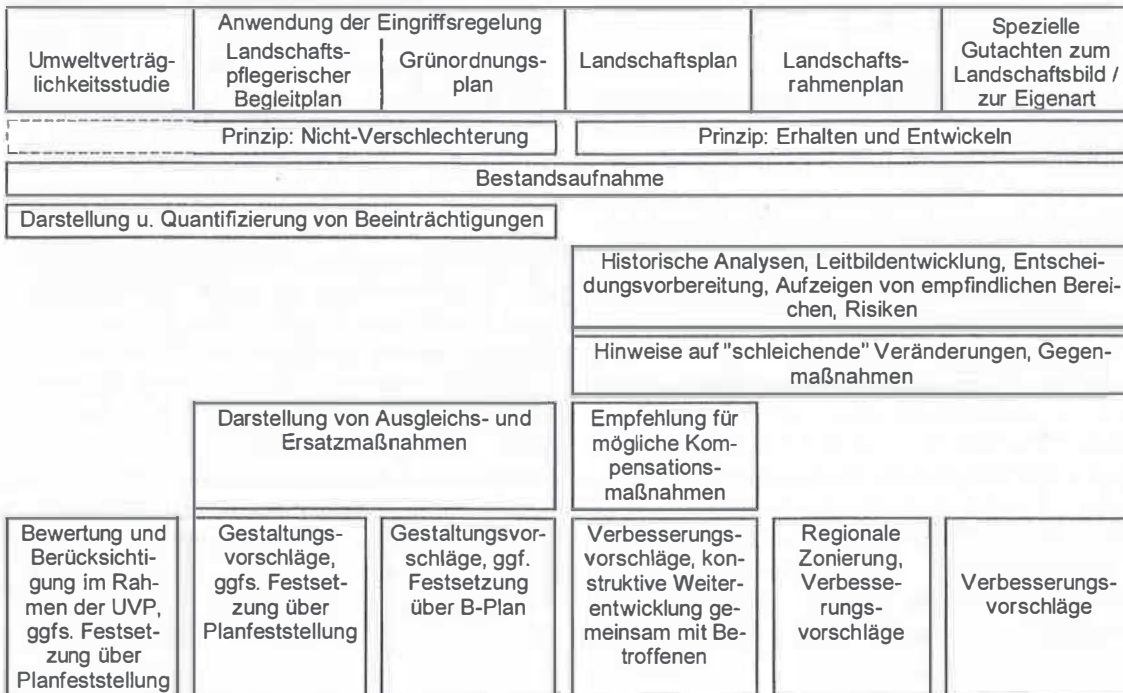 Anwendung der Eingriffsregelung
Umweltverträg-
lichkeitsstudie
Landschafts-
pflegerischer
Begleitplan
Grünordnungs-
plan
Landschaftsplan
Landschafts-
rahmenplan
Spezielle
Gutachten zum
Landschaftsbild /
zur Eigenart
Prinzip: Nicht-Verschlechterung
Prinzip: Erhalten und Entwickeln
Bestandsaufnahme
Darstellung u. Quantifizierung von Beeinträchtigungen
Historische Analysen, Leitbildentwicklung, Entschei-
dungsvorbereitung, Aufzeigen von empfindlichen Berei-
chen, Risiken
Hinweise auf "schleichende" Veränderungen, Gegen-
maßnahmen
Darstellung von Ausgleichs- und
Ersatzmaßnahmen
Empfehlung für
mögliche Kom-
pensations-
maßnahmen
Bewertung und
Berücksichti-
gung im Rah-
men der UVP,
ggfs. Festset-
zung über
Planfeststellung
Gestaltungs-
vorschläge,
ggfs. Festset-
zung über
Planfeststellung
Gestaltungsvor-
schläge, ggf.
Festsetzung
über B-Plan
Verbesserungs-
vorschläge, kon-
struktive Weiter-
entwicklung ge-
meinsam mit Be-
troffenen
Regionale
Zonierung,
Verbesse-
rungs-
vorschläge
Verbesserungs-
vorschläge